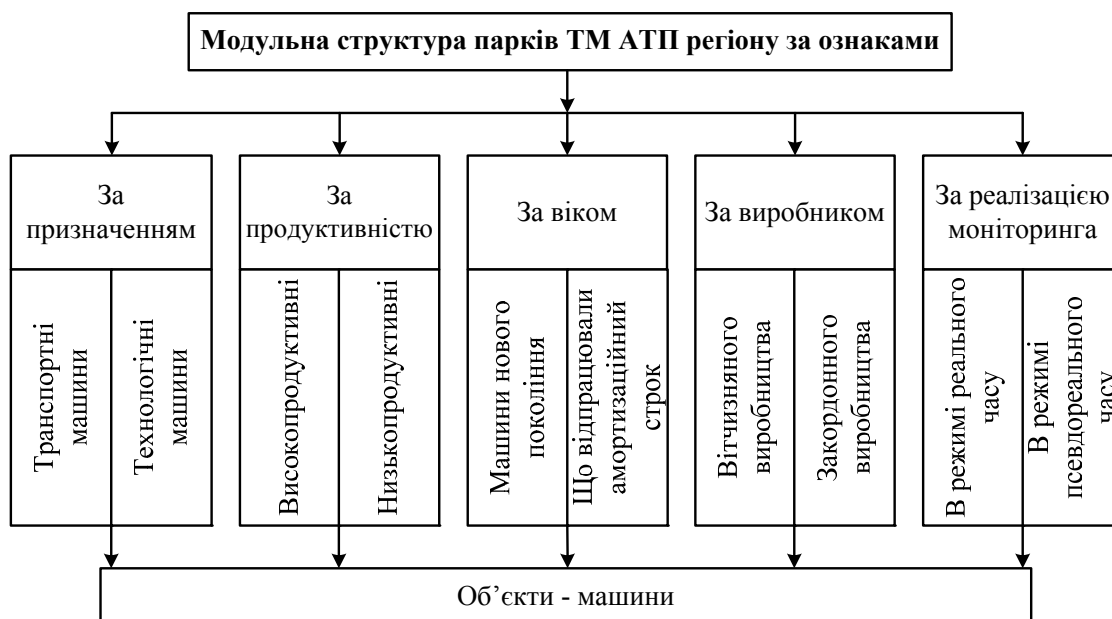 Модульна структура парків ТМ АТП регіону за ознаками
За
призначенням
За
продуктивністю
За віком
За виробником
За реалізацією
моніторинга
Транспортні
машини
Технологічні
машини
Високопродуктивні
Низькопродуктивні
Машини нового
покоління
Що відпрацювали
амортизаційний
строк
Вітчизняного
виробництва
Закордонного
виробництва
В режимі реального
часу
В режимі
псевдореального
часу
Об’єкти - машини